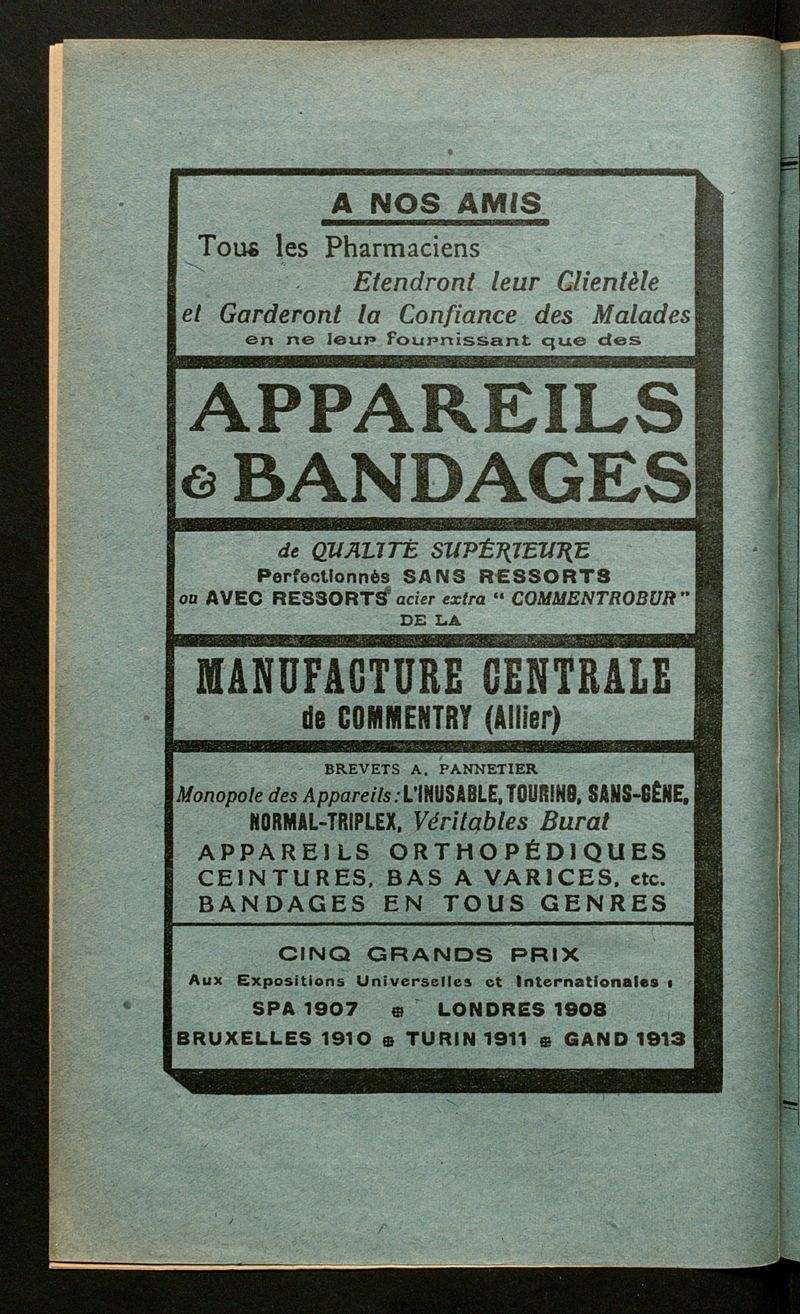 A NOS AMIS
Tous les Pharmaciens
Etendront leur Clientèle
et Garderont la Confiance des Malades
en ne leur fournissant que des
APPAREILS
& BANDAGES
de QUALITÉ SUPÉRIEURE
Perfectionnés SANS RESSORTS
ou AVEC RESSORTS acier extra “ COMMENTROBUR ”
DE LA
MANUFACTURE CENTRALE
de COMMENTRY (Allier)
BREVETS A. PANNETIER
Monopole des Appareils : L'INUSABLE, TOURING, SANS-GÊNE,
NORMAL-TRIPLEX, Véritables Burat
APPAREILS ORTHOPÉDIQUES
CEINTURES, BAS A VARICES, etc.
BANDAGES EN TOUS GENRES
CINQ GRANDS PRIX
Aux Expositions Universelles et Internationales :
SPA 1907 LONDRES 1908
BRUXELLES 1910 TURIN 1911 GAND 1913